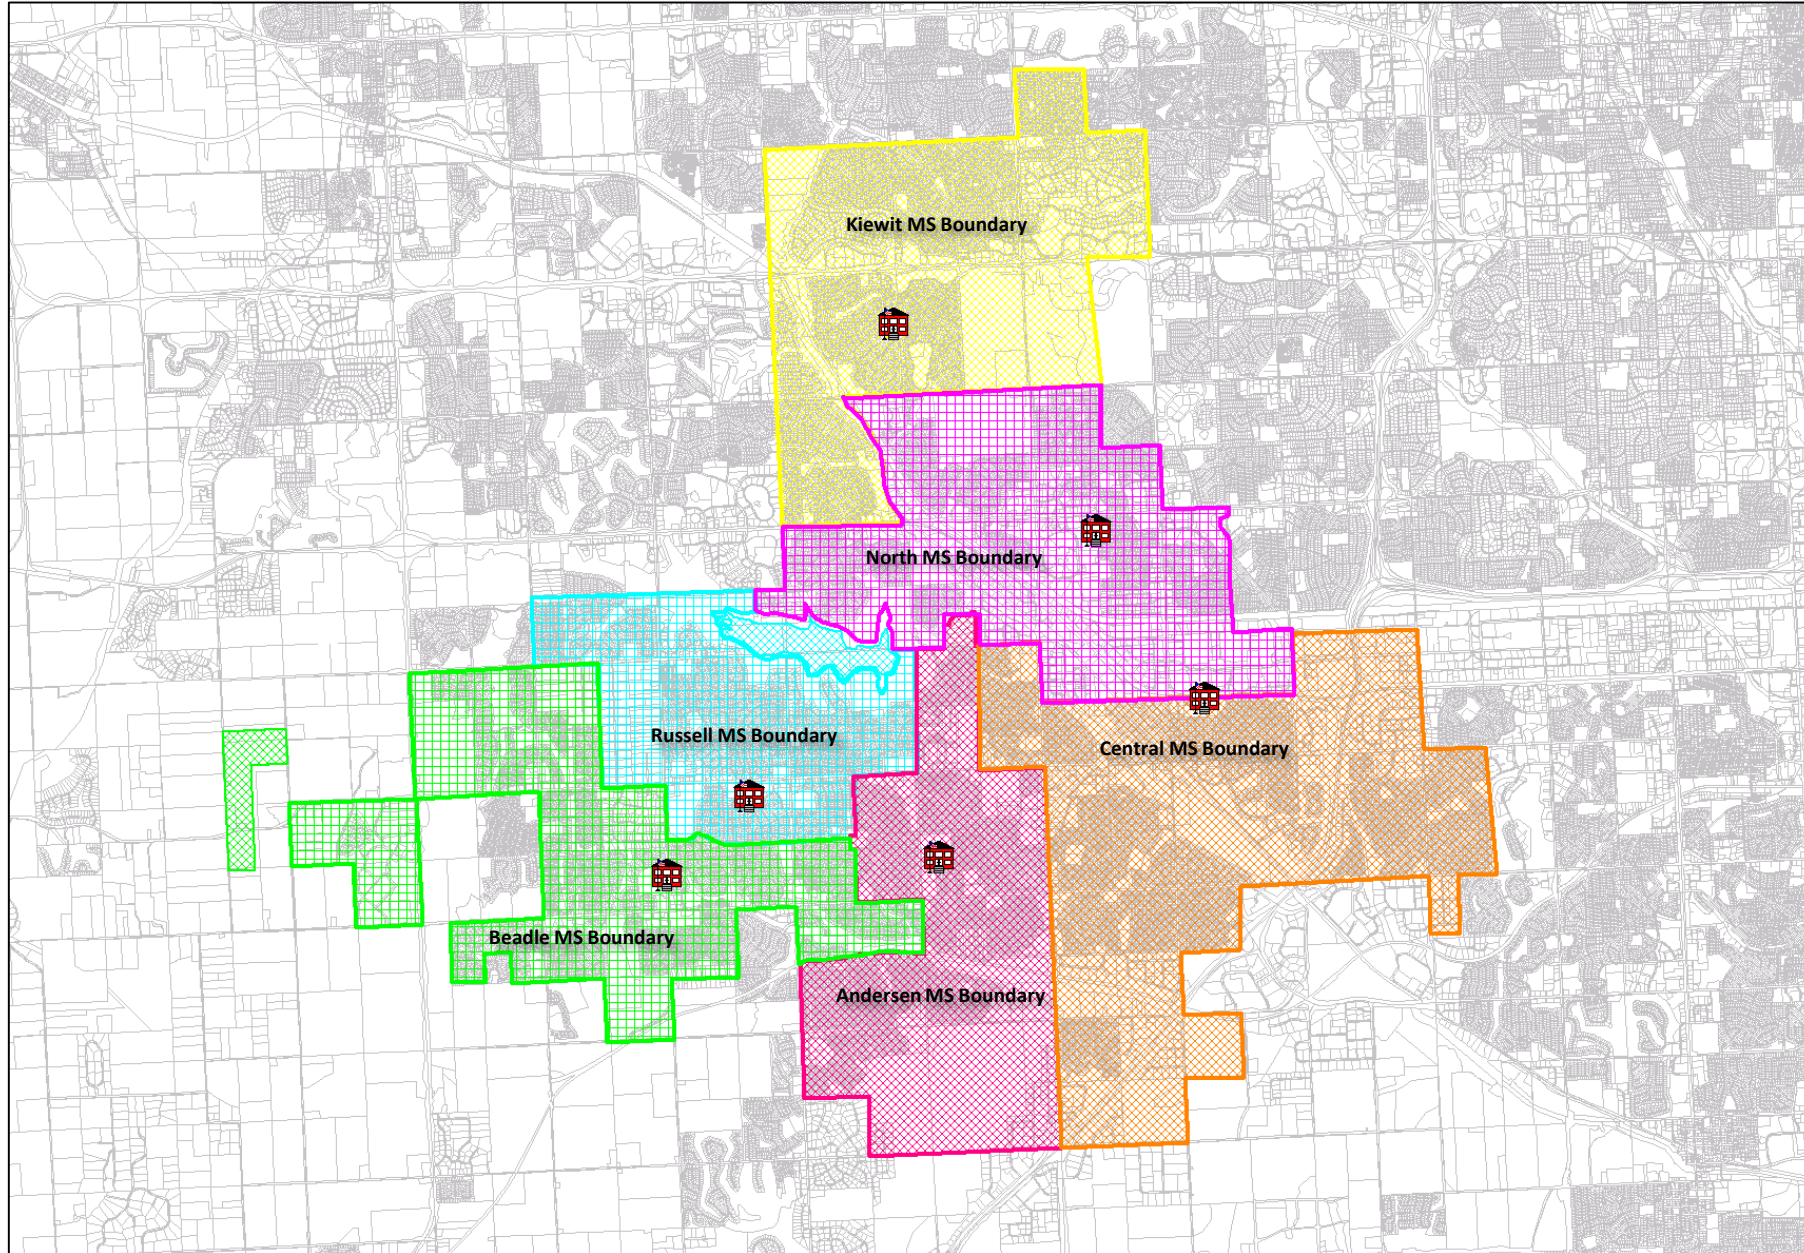 Kiewit MS Boundary
North MS Boundary
Russell MS Boundary
Central MS Boundary
Beadle MS Boundary
Andersen MS Boundary